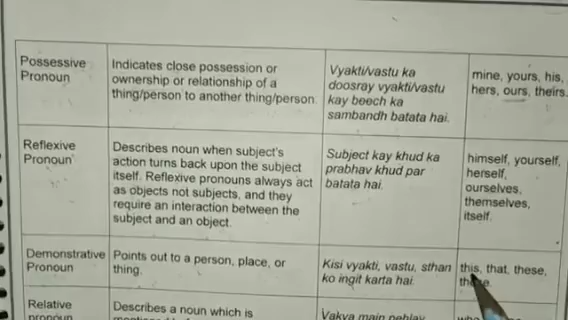 Possessive
Pronoun
Indicates close possession or
ownership or relationship of a
thing/person to another thing/person.
Vyakti/vastu ka
doosray vyakti/vastu
kay beech ka
sambandh batata hai.
mine, yours, his,
hers, ours, theirs.
Reflexive
Pronoun
Describes noun when subject's
action turns back upon the subject
itself. Reflexive pronouns always act
as objects not subjects, and they
require an interaction between the
subject and an object.
Subject kay khud ka
prabhav khud par
batata hai.
himself, yourself,
herself,
ourselves,
themselves,
itself.
Demonstrative
Pronoun
Points out to a person, place, or
thing.
Kisi vyakti, vastu, sthan
ko ingit karta hai.
this, that, these,
Relative
pronoun
Describes a noun which is
Vakya main pehlay